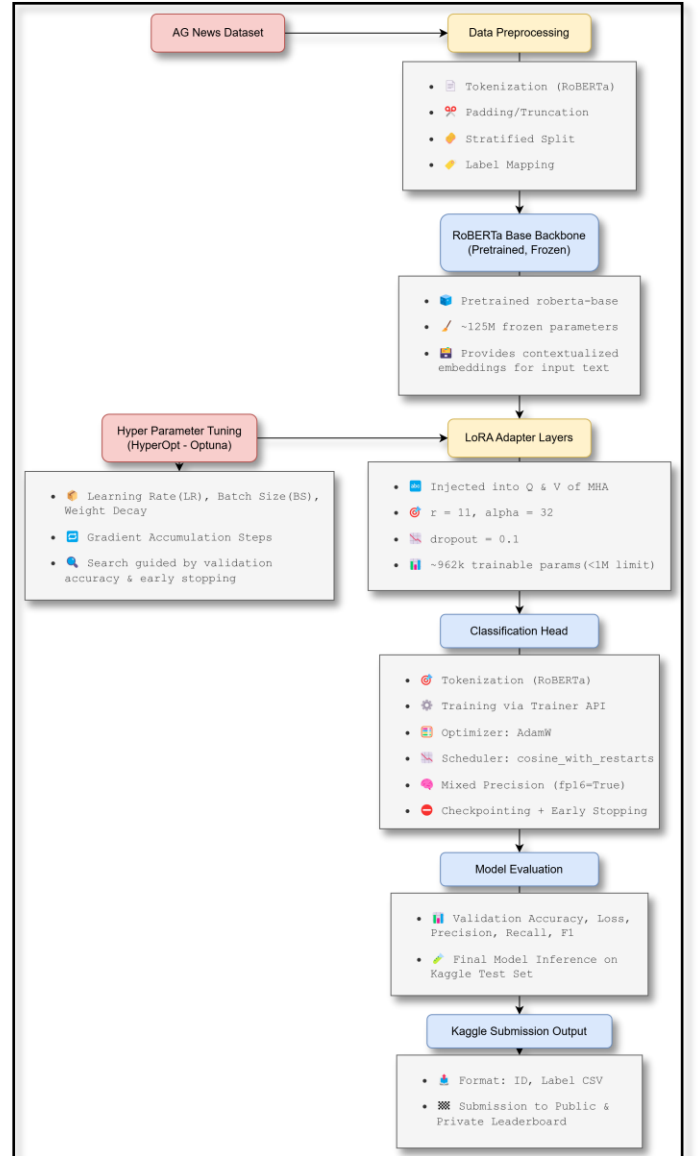 AG News Dataset
Data Preprocessing
Tokenization (RoBERTa)
Padding/Truncation
Stratified Split
Label Mapping
RoBERTa Base Backbone
(Pretrained, Frozen)
Pretrained roberta-base
~125M frozen parameters
Provides contextualized
embeddings for input text
Hyper Parameter Tuning
(HyperOpt - Optuna)
LoRA Adapter Layers
Learning Rate(LR), Batch Size(BS),
Weight Decay
Gradient Accumulation Steps
Search guided by validation
accuracy & early stopping
Injected into Q & V of MHA
r = 11, alpha = 32
dropout = 0.1
~962k trainable params(<1M limit)
Classification Head
Tokenization (RoBERTa)
Training via Trainer API
Optimizer: AdamW
Scheduler: cosine_with_restarts
Mixed Precision (fp16=True)
Checkpointing + Early Stopping
Model Evaluation
Validation Accuracy, Loss,
Precision, Recall, F1
Final Model Inference on
Kaggle Test Set
Kaggle Submission Output
Format: ID, Label CSV
Submission to Public &
Private Leaderboard